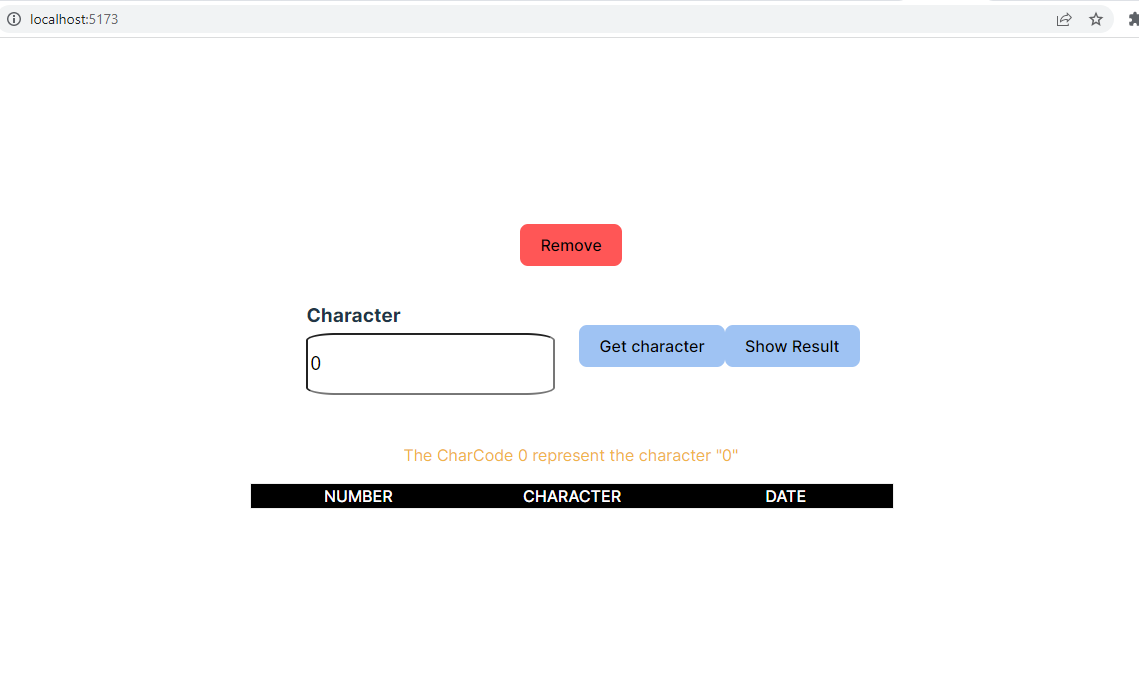 localhost:5173
Remove
Character
0
Get character Show Result
The CharCode 0 represent the character "0"
NUMBER CHARACTER DATE